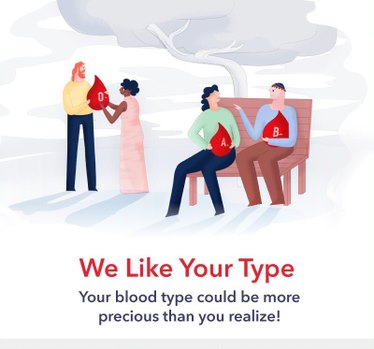 O-
A-
B-
We Like Your Type
Your blood type could be more
precious than you realize!